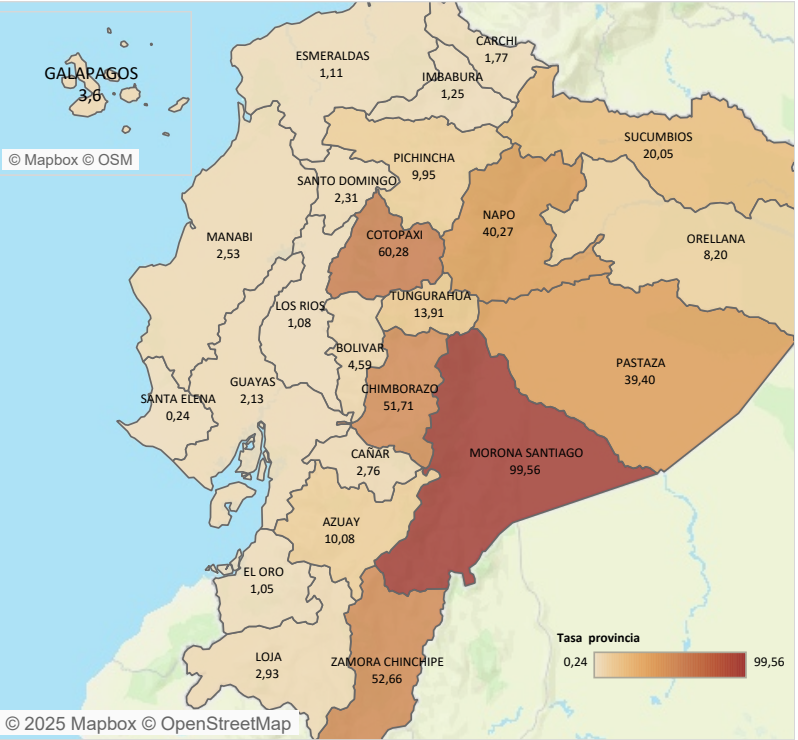 CARCHI
1,77
ESMERALDAS
1,11
GALAPAGOS
3,6
IMBABURA
1,25
SUCUMBIOS
20,05
© Mapbox © OSM
PICHINCHA
9,95
SANTO DOMINGO
2,31
NAPO
40,27
COTOPAXI
60,28
MANABI
2,53
ORELLANA
8,20
TUNGURAHUA
13,91
LOS RIOS
1,08
BOLIVAR
4,59
PASTAZA
39,40
GUAYAS
2,13
CHIMBORAZO
51,71
SANTA ELENA
0,24
CAÑAR
2,76
MORONA SANTIAGO
99,56
AZUAY
10,08
EL ORO
1,05
Tasa provincia
0,24 99,56
LOJA
2,93
ZAMORA CHINCHIPE
52,66
© 2025 Mapbox © OpenStreetMap